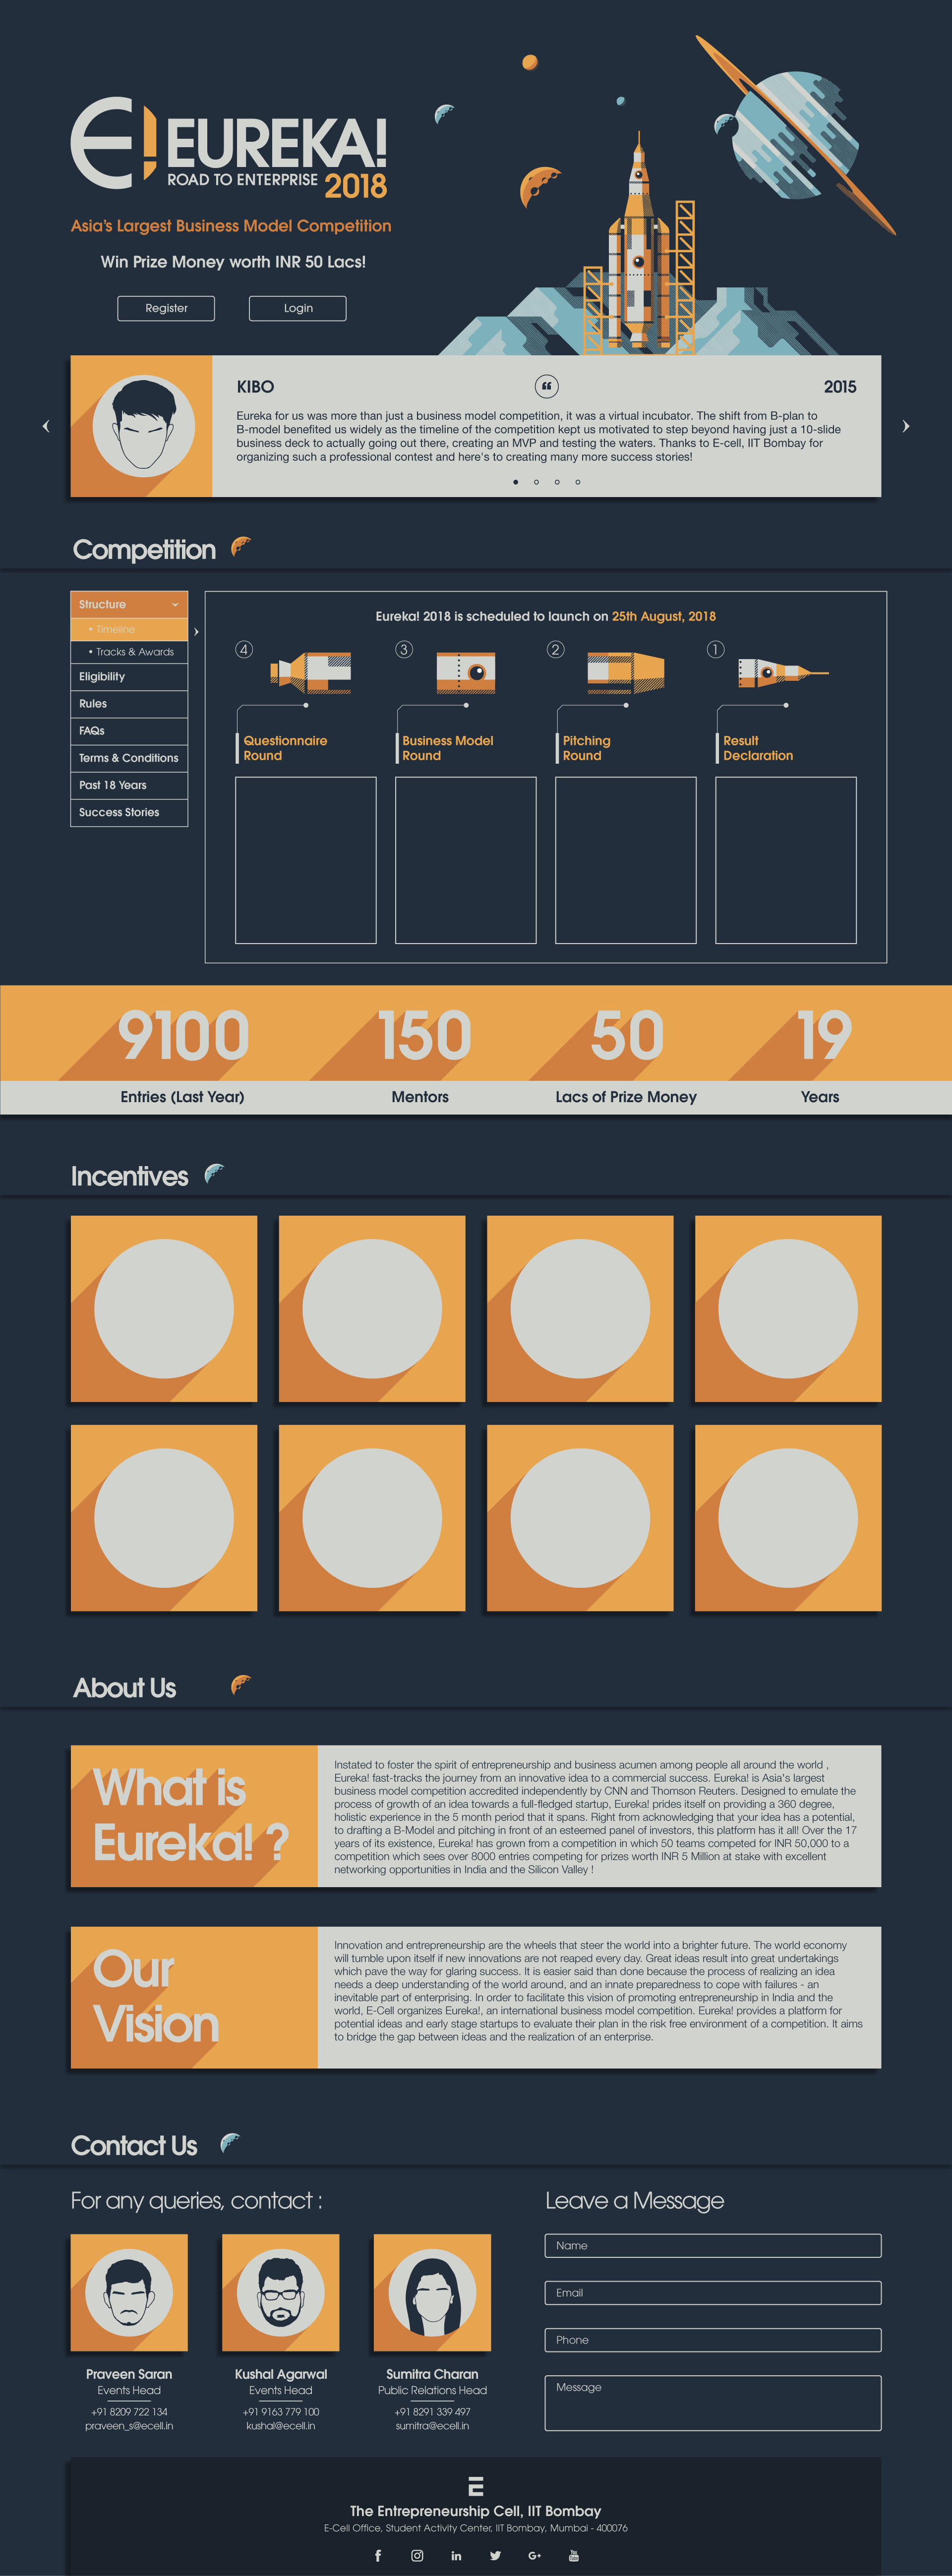 EUREKA!
ROAD TO ENTERPRISE 2018
Asia's Largest Business Model Competition
Win Prize Money worth INR 50 Lacs!
Register
Login
KIBO
2015
Eureka for us was more than just a business model competition, it was a virtual incubator. The shift from B-plan to
B-model benefited us widely as the timeline of the competition kept us motivated to step beyond having just a 10-slide
business deck to actually going out there, creating an MVP and testing the waters. Thanks to E-cell, IIT Bombay for
organizing such a professional contest and here's to creating many more success stories!
Competition
Structure
• Timeline
• Tracks & Awards
Eligibility
Rules
FAQs
Terms & Conditions
Past 18 Years
Success Stories
Eureka! 2018 is scheduled to launch on 25th August, 2018
4
3
2
1
Questionnaire
Round
Business Model
Round
Pitching
Round
Result
Declaration
9100
150
50
19
Entries (Last Year)
Mentors
Lacs of Prize Money
Years
Incentives
About Us
What is
Eureka! ?
Instated to foster the spirit of entrepreneurship and business acumen among people all around the world ,
Eureka! fast-tracks the journey from an innovative idea to a commercial success. Eureka! is Asia's largest
business model competition accredited independently by CNN and Thomson Reuters. Designed to emulate the
process of growth of an idea towards a full-fledged startup, Eureka! prides itself on providing a 360 degree,
holistic experience in the 5 month period that it spans. Right from acknowledging that your idea has a potential,
to drafting a B-Model and pitching in front of an esteemed panel of investors, this platform has it all! Over the 17
years of its existence, Eureka! has grown from a competition in which 50 teams competed for INR 50,000 to a
competition which sees over 8000 entries competing for prizes worth INR 5 Million at stake with excellent
networking opportunities in India and the Silicon Valley !
Our
Vision
Innovation and entrepreneurship are the wheels that steer the world into a brighter future. The world economy
will tumble upon itself if new innovations are not reaped every day. Great ideas result into great undertakings
which pave the way for glaring success. It is easier said than done because the process of realizing an idea
needs a deep understanding of the world around, and an innate preparedness to cope with failures - an
inevitable part of enterprising. In order to facilitate this vision of promoting entrepreneurship in India and the
world, E-Cell organizes Eureka!, an international business model competition. Eureka! provides a platform for
potential ideas and early stage startups to evaluate their plan in the risk free environment of a competition. It aims
to bridge the gap between ideas and the realization of an enterprise.
Contact Us
For any queries, contact :
Praveen Saran
Events Head
+91 8209 722 134
praveen_s@ecell.in
Kushal Agarwal
Events Head
+91 9163 779 100
kushal@ecell.in
Sumitra Charan
Public Relations Head
+91 8291 339 497
sumitra@ecell.in
Leave a Message
Name
Email
Phone
Message
The Entrepreneurship Cell, IIT Bombay
E-Cell Office, Student Activity Center, IIT Bombay, Mumbai - 400076